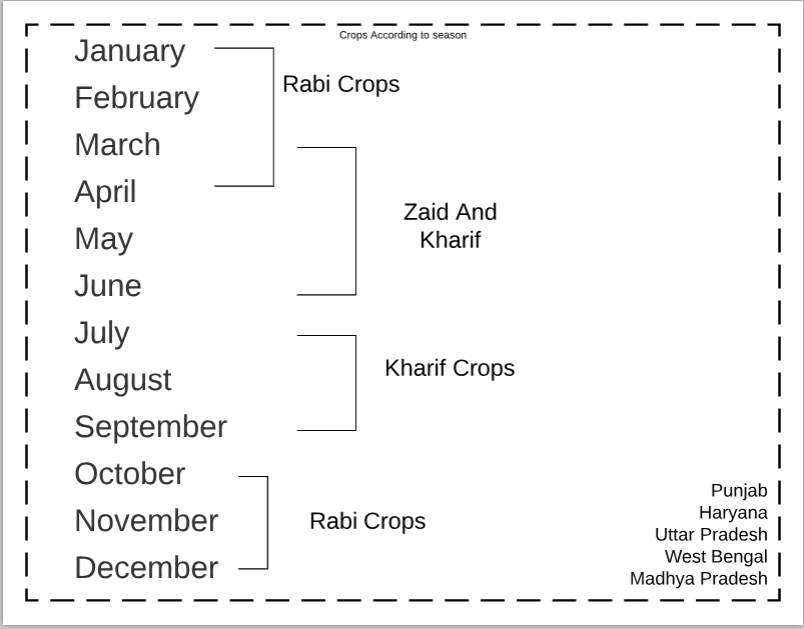 Crops According to season
January
February
March
April
May
June
July
August
September
October
November
December
Rabi Crops
Zaid And
Kharif
Kharif Crops
Rabi Crops
Punjab
Haryana
Uttar Pradesh
West Bengal
Madhya Pradesh